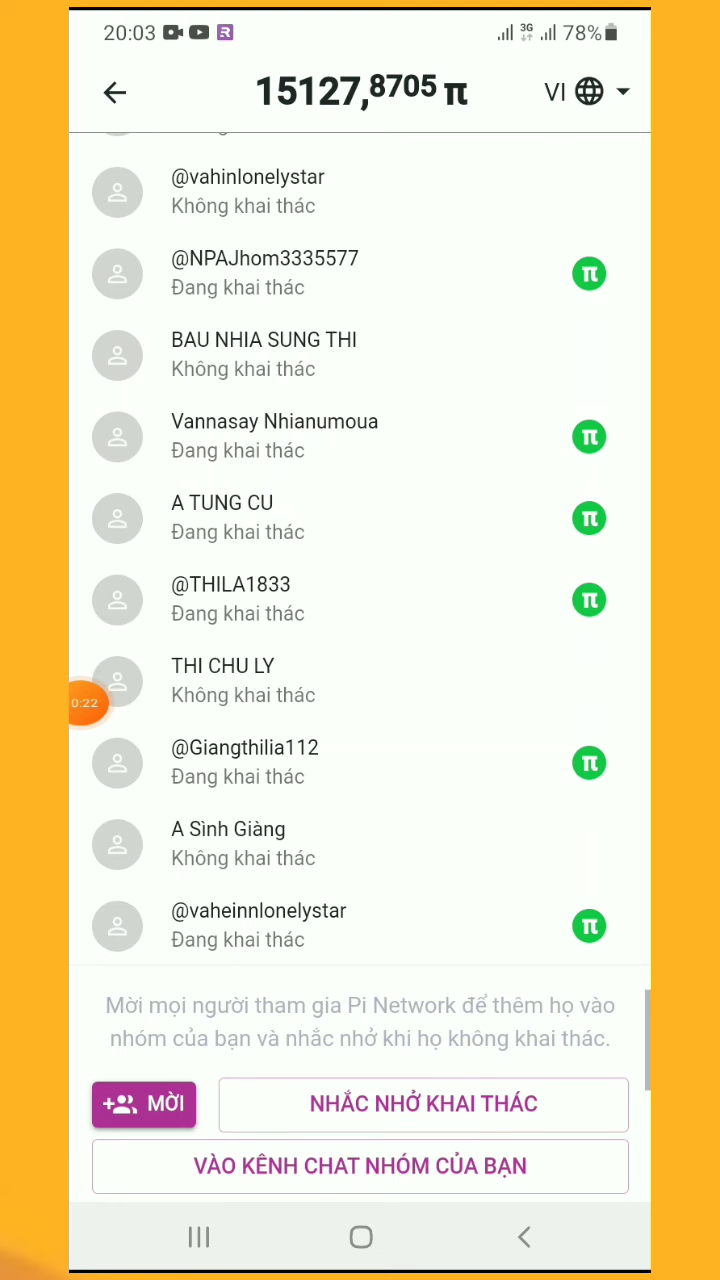 20:03 R 3G 78%
15127,8705 π VI
@vahinlonelystar
Không khai thác
@NPAJhom3335577
Đang khai thác
π
BAU NHIA SUNG THI
Không khai thác
Vannasay Nhianumoua
Đang khai thác
π
A TUNG CU
Đang khai thác
π
@THILA1833
Đang khai thác
π
THI CHU LY
Không khai thác
0:22
@Giangthilia112
Đang khai thác
π
A Sình Giàng
Không khai thác
@vaheinnlonelystar
Đang khai thác
π
Mời mọi người tham gia Pi Network để thêm họ vào
nhóm của bạn và nhắc nhở khi họ không khai thác.
MỜI
NHẮC NHỞ KHAI THÁC
VÀO KÊNH CHAT NHÓM CỦA BẠN